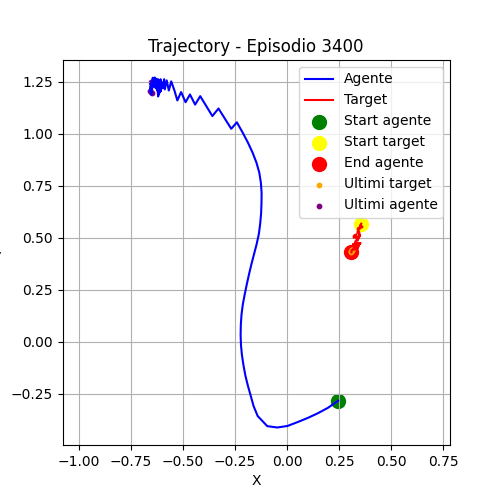 Trajectory - Episodio 3400
Agente
Target
Start agente
Start target
End agente
Ultimi target
Ultimi agente
1.25
1.00
0.75
0.50
0.25
0.00
−0.25
−1.00 −0.75 −0.50 −0.25 0.00 0.25 0.50 0.75
X